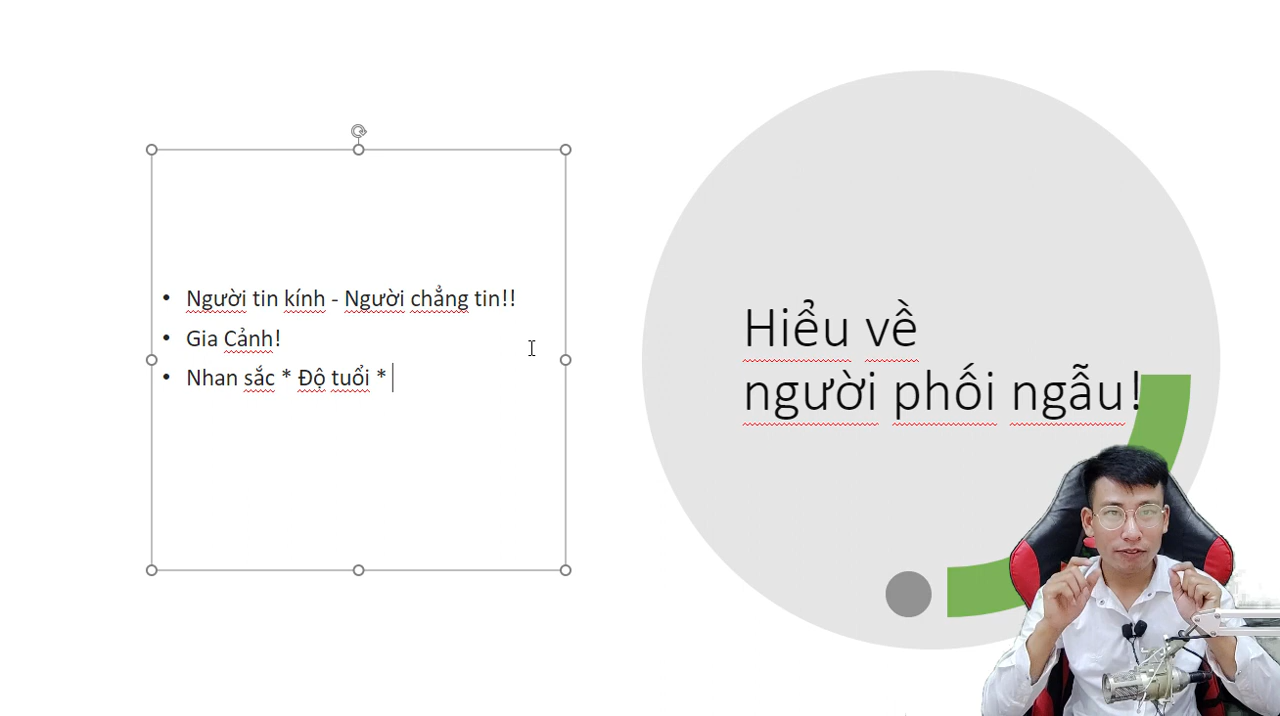 Người tin kính - Người chẳng tin!!
Gia Cảnh!
Nhan sắc * Độ tuổi *
Hiểu về
người phối ngẫu!